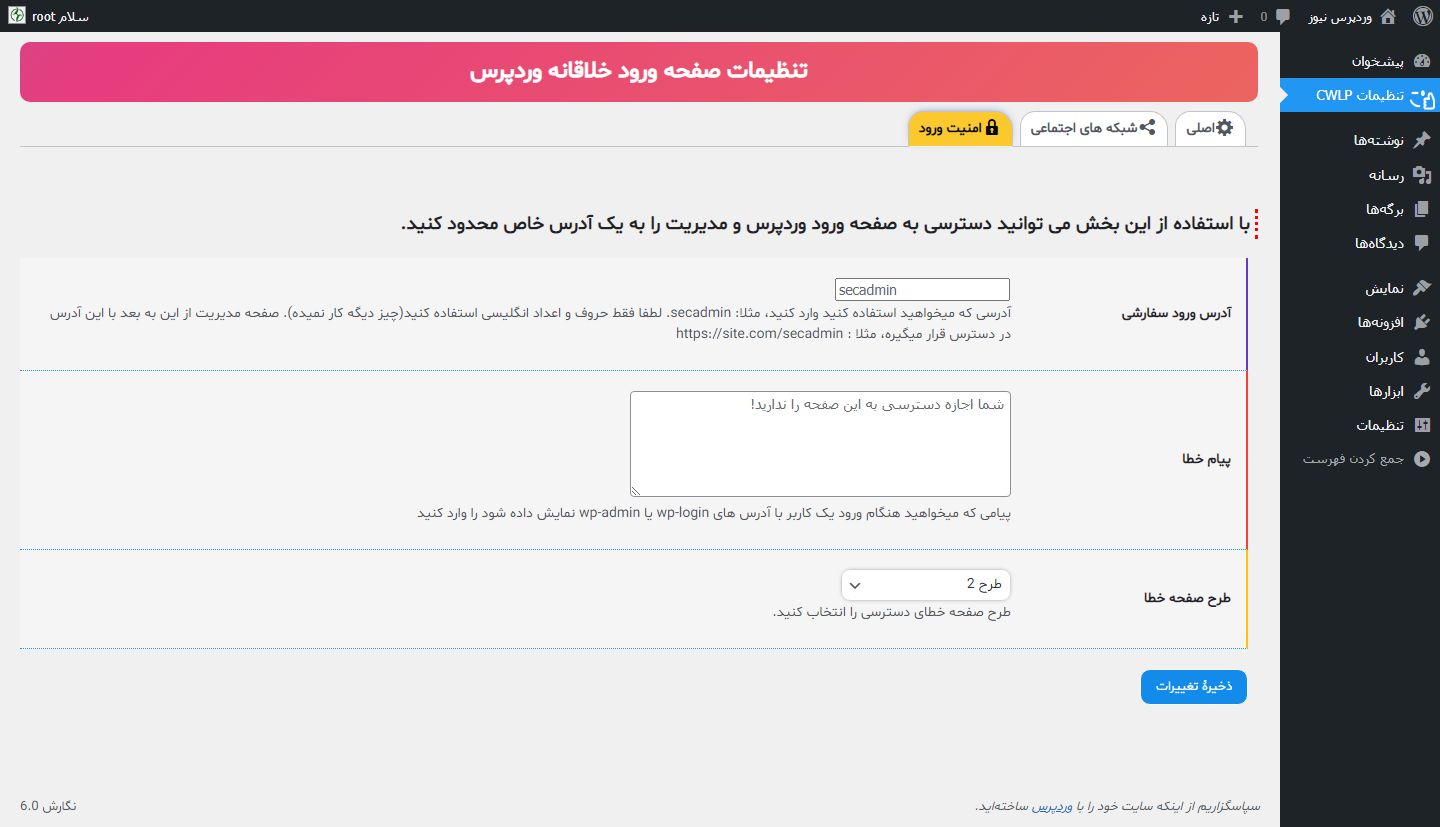 وردپرس نیوز
0
تازه
سلام root
پیشخوان
تنظیمات CWLP
نوشته‌ها
رسانه
برگه‌ها
دیدگاه‌ها
نمایش
افزونه‌ها
کاربران
ابزارها
تنظیمات
جمع کردن فهرست
تنظیمات صفحه ورود خلاقانه وردپرس
اصلی
شبکه های اجتماعی
امنیت ورود
با استفاده از این بخش می توانید دسترسی به صفحه ورود وردپرس و مدیریت را به یک آدرس خاص محدود کنید.
آدرس ورود سفارشی
secadmin
آدرسی که میخواهید استفاده کنید وارد کنید، مثلا: secadmin. لطفا فقط حروف و اعداد انگلیسی استفاده کنید(چیز دیگه کار نمیده). صفحه مدیریت از این به بعد با این آدرس
در دسترس قرار میگیره، مثلا : https://site.com/secadmin
پیام خطا
شما اجازه دسترسی به این صفحه را ندارید!
پیامی که میخواهید هنگام ورود یک کاربر با آدرس های wp-login یا wp-admin نمایش داده شود را وارد کنید
طرح صفحه خطا
طرح 2
طرح صفحه خطای دسترسی را انتخاب کنید.
ذخیرهٔ تغییرات
سپاسگزاریم از اینکه سایت خود را با وردپرس ساخته‌اید.
نگارش 6.0